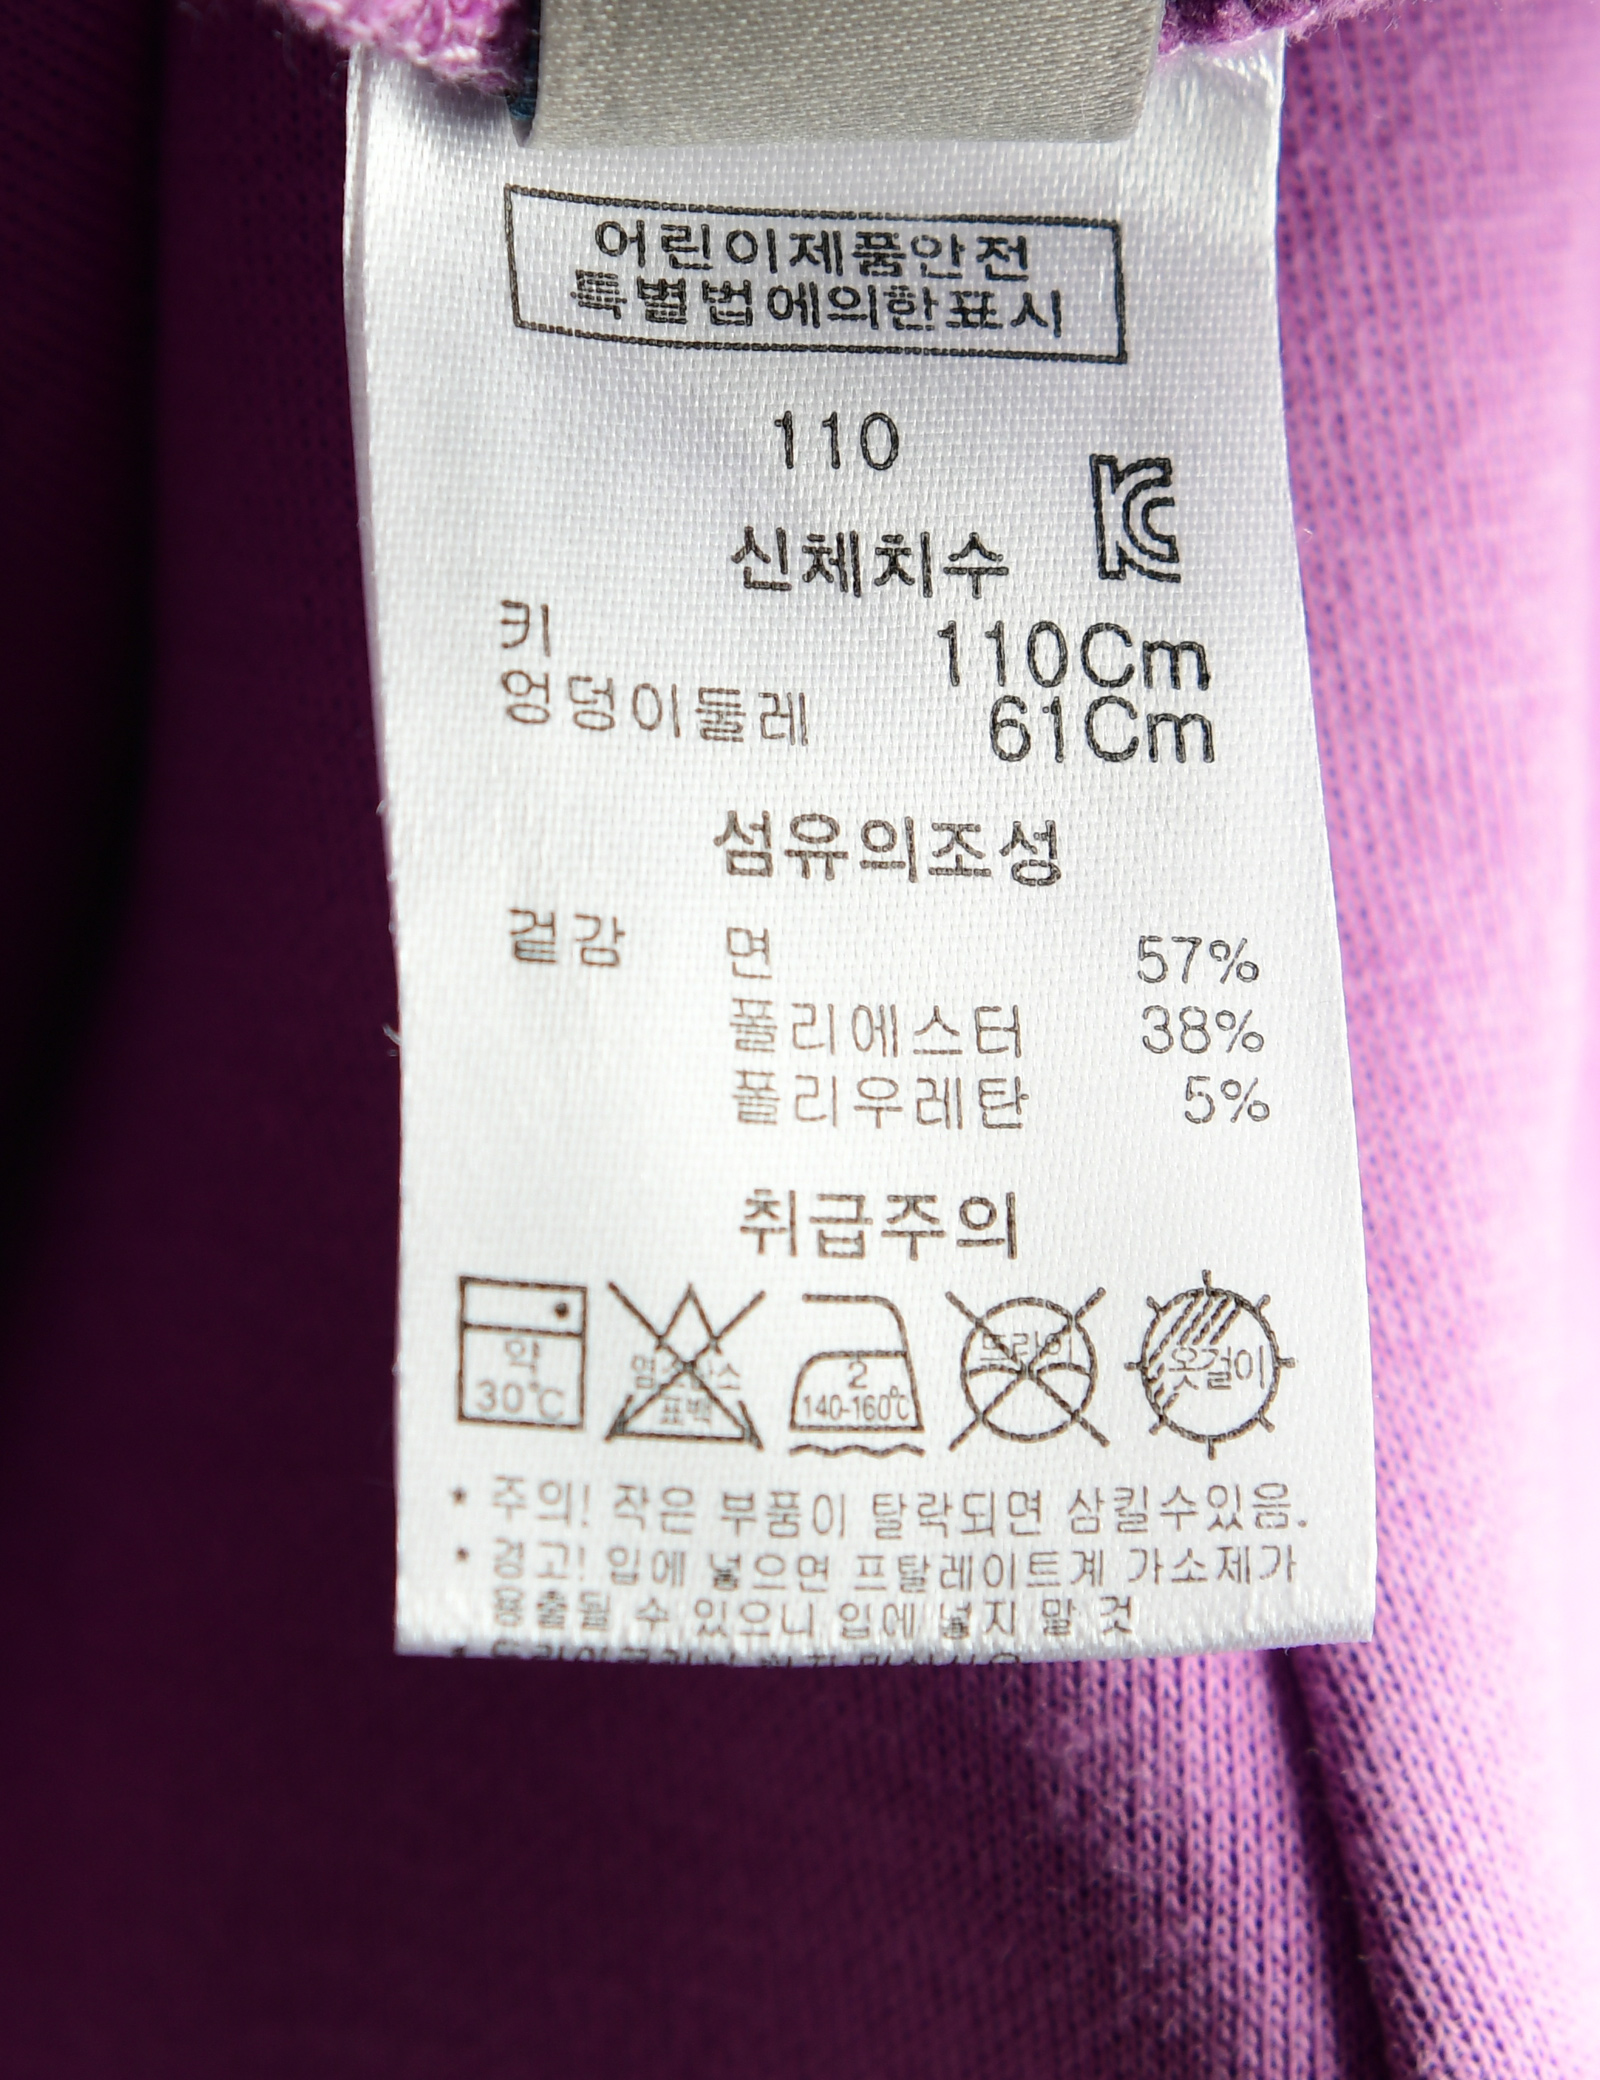 어린이제품안전
특별법에의한표시
110
신체치수
키 110Cm
엉덩이둘레 61Cm
섬유의조성
겉감 면 57%
폴리에스터 38%
폴리우레탄 5%
취급주의
약 30℃
염소산소 표백
2 140-160℃
드라이
옷걸이
* 주의! 작은 부품이 탈락되면 삼킬수있음.
* 경고! 입에 넣으면 프탈레이트계 가소제가
용출될 수 있으니 입에 넣지 말 것